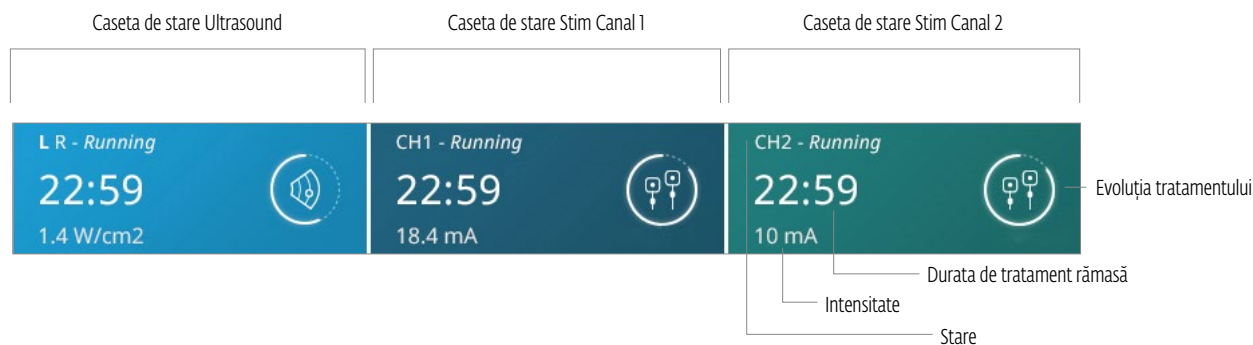 Caseta de stare Ultrasound
Caseta de stare Stim Canal 1
Caseta de stare Stim Canal 2
L R - Running
22:59
1.4 W/cm2
CH1 - Running
22:59
18.4 mA
CH2 - Running
22:59
10 mA
Evoluția tratamentului
Durata de tratament rămasă
Intensitate
Stare